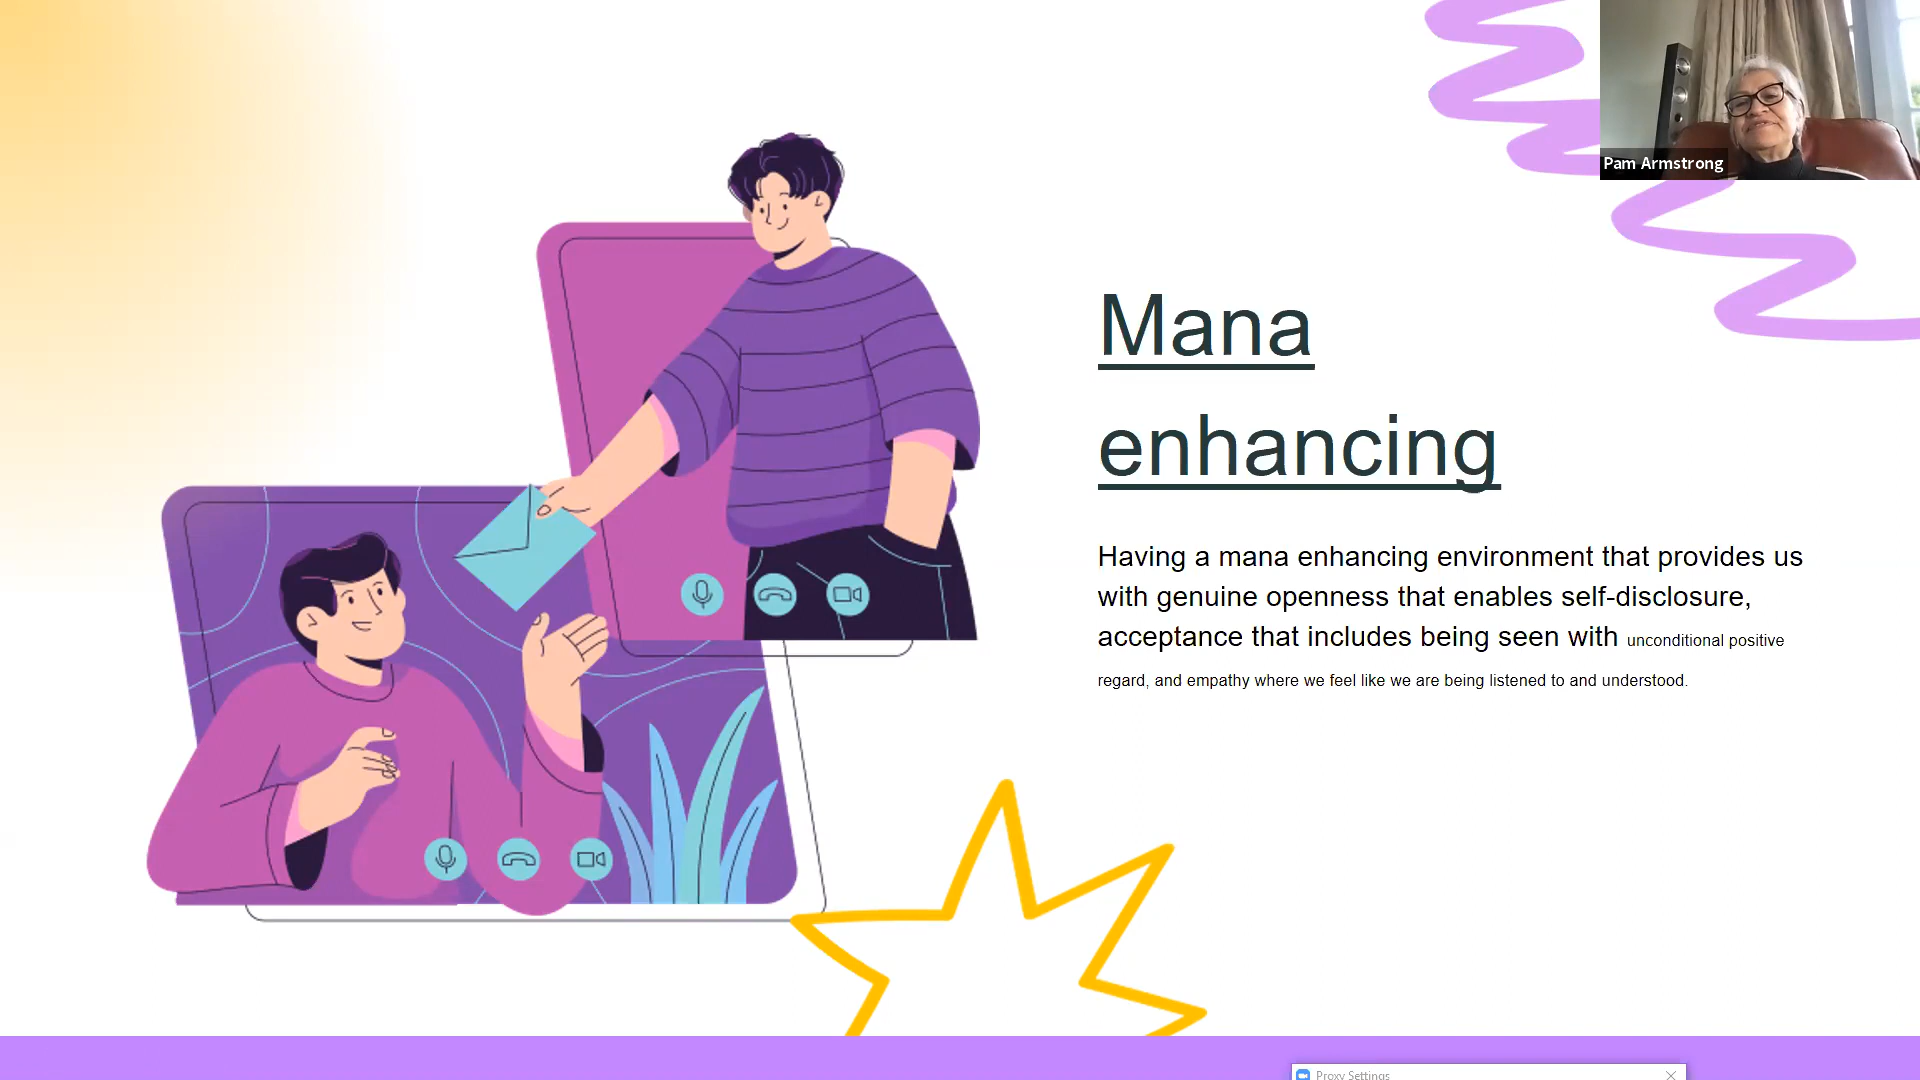 Pam Armstrong
Mana
enhancing
Having a mana enhancing environment that provides us
with genuine openness that enables self-disclosure,
acceptance that includes being seen with unconditional positive
regard, and empathy where we feel like we are being listened to and understood.
Proxy Settings